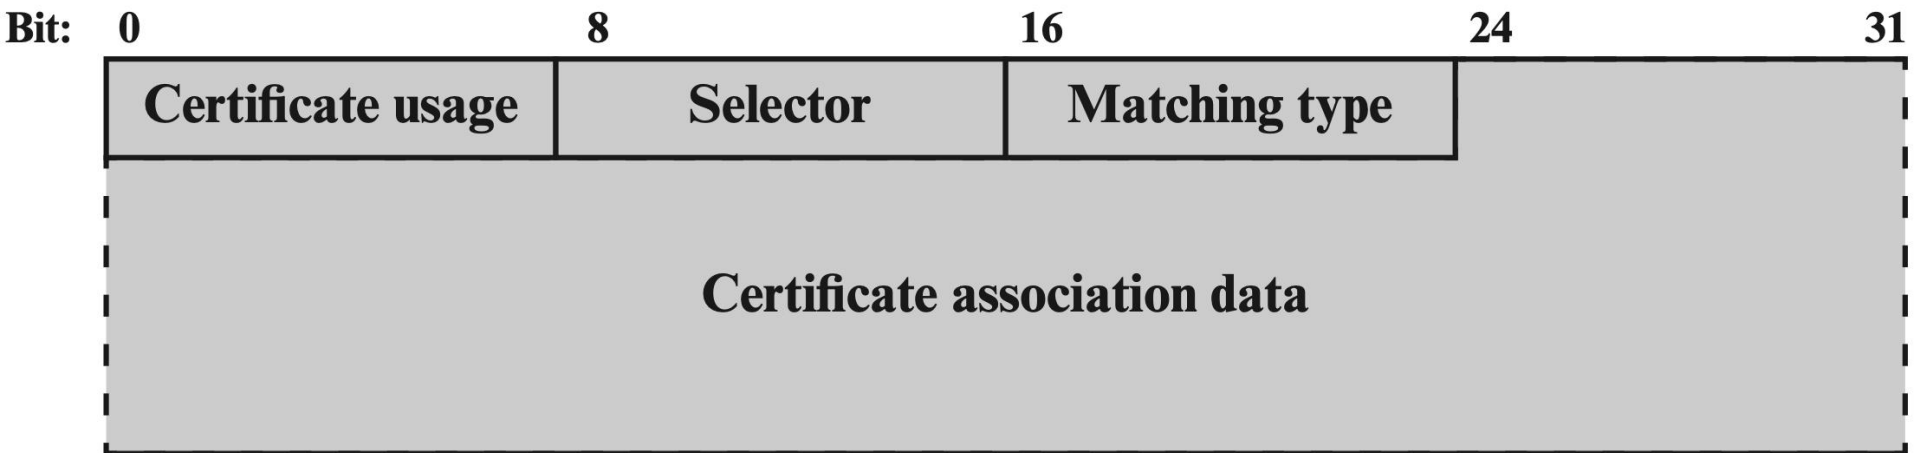 Bit: 0 8 16 24 31
Certificate usage Selector Matching type
Certificate association data